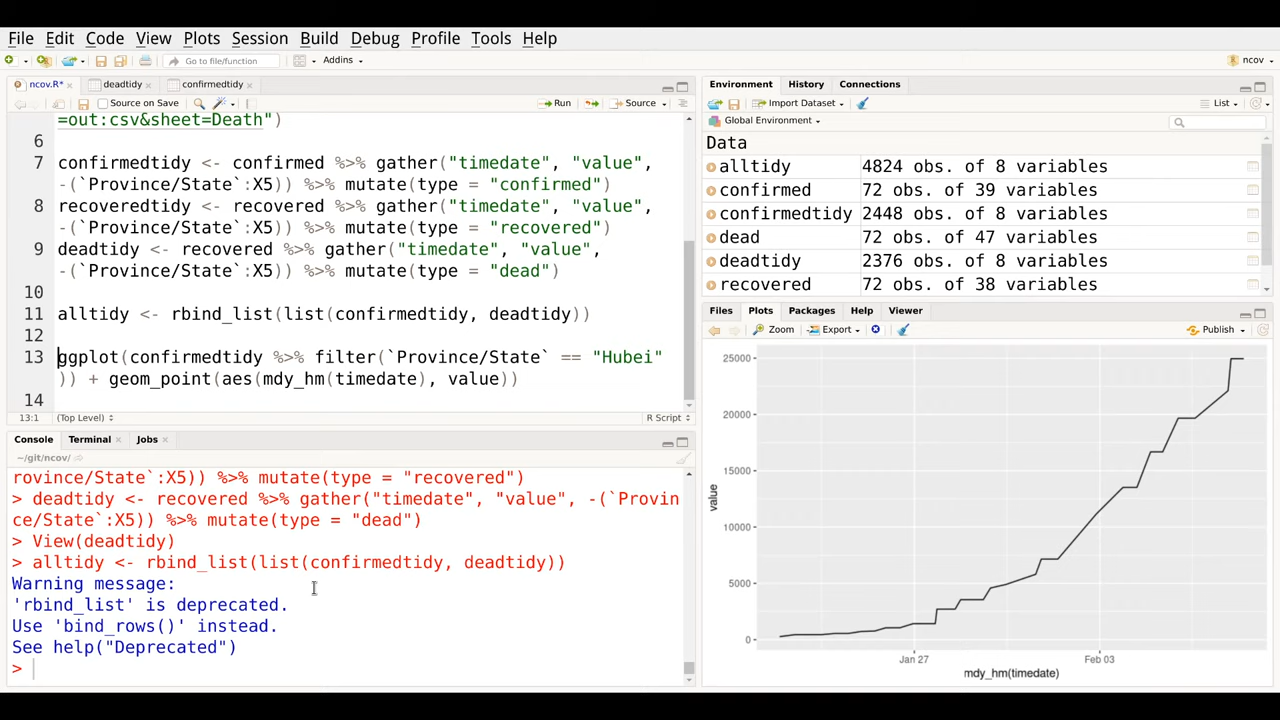 File Edit Code View Plots Session Build Debug Profile Tools Help
Go to file/function Addins ncov
ncov.R* deadtidy confirmedtidy
Source on Save Run Source
=out:csv&sheet=Death")
6
7 confirmedtidy <- confirmed %>% gather("timedate", "value",
-(`Province/State`:X5)) %>% mutate(type = "confirmed")
8 recoveredtidy <- recovered %>% gather("timedate", "value",
-(`Province/State`:X5)) %>% mutate(type = "recovered")
9 deadtidy <- recovered %>% gather("timedate", "value",
-(`Province/State`:X5)) %>% mutate(type = "dead")
10
11 alltidy <- rbind_list(list(confirmedtidy, deadtidy))
12
13 ggplot(confirmedtidy %>% filter(`Province/State` == "Hubei"
)) + geom_point(aes(mdy_hm(timedate), value))
14
13:1 (Top Level) R Script
Console Terminal Jobs
~/git/ncov/
rovince/State`:X5)) %>% mutate(type = "recovered")
> deadtidy <- recovered %>% gather("timedate", "value", -(`Provin
ce/State`:X5)) %>% mutate(type = "dead")
> View(deadtidy)
> alltidy <- rbind_list(list(confirmedtidy, deadtidy))
Warning message:
'rbind_list' is deprecated.
Use 'bind_rows()' instead.
See help("Deprecated")
>
Environment History Connections
Import Dataset List
Global Environment
Data
alltidy 4824 obs. of 8 variables
confirmed 72 obs. of 39 variables
confirmedtidy 2448 obs. of 8 variables
dead 72 obs. of 47 variables
deadtidy 2376 obs. of 8 variables
recovered 72 obs. of 38 variables
Files Plots Packages Help Viewer
Zoom Export Publish
25000
20000
15000
10000
5000
0
value
Jan 27 Feb 03
mdy_hm(timedate)